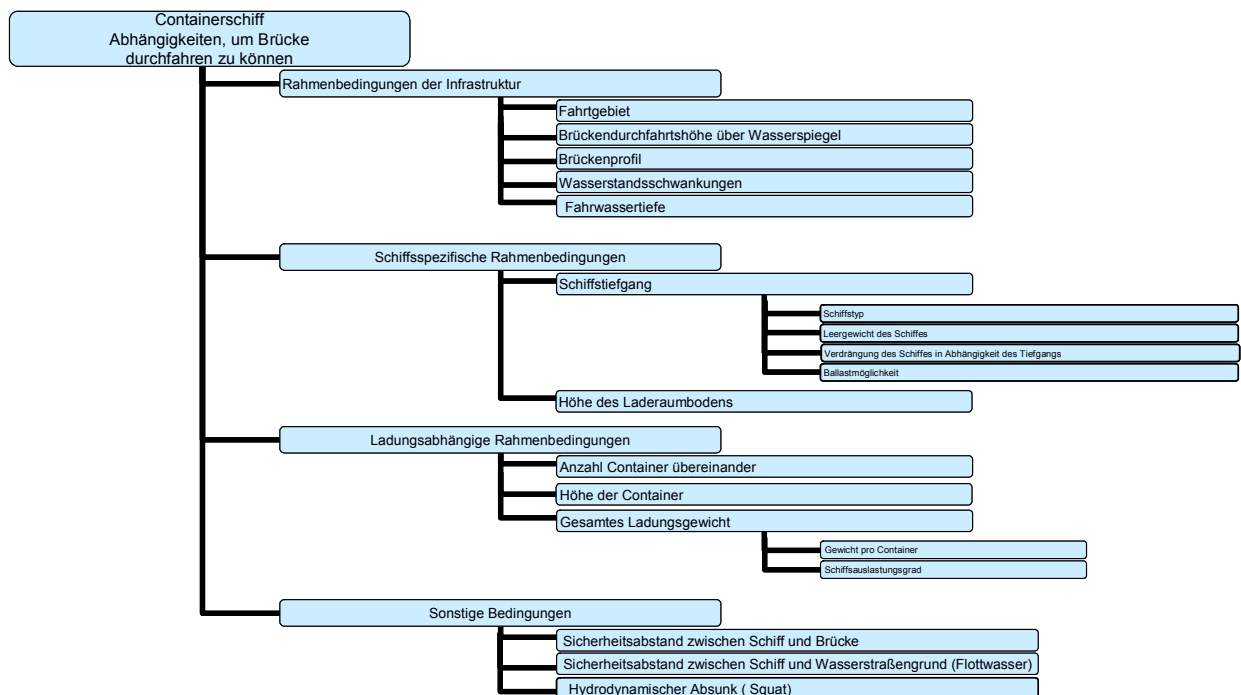 Containerschiff
Abhängigkeiten, um Brücke
durchfahren zu können
Rahmenbedingungen der Infrastruktur
Fahrtgebiet
Brückendurchfahrtshöhe über Wasserspiegel
Brückenprofil
Wasserstandsschwankungen
Fahrwassertiefe
Schiffsspezifische Rahmenbedingungen
Schiffstiefgang
Schiffstyp
Leergewicht des Schiffes
Verdrängung des Schiffes in Abhängigkeit des Tiefgangs
Ballastmöglichkeit
Höhe des Laderaumbodens
Ladungsabhängige Rahmenbedingungen
Anzahl Container übereinander
Höhe der Container
Gesamtes Ladungsgewicht
Gewicht pro Container
Schiffsauslastungsgrad
Sonstige Bedingungen
Sicherheitsabstand zwischen Schiff und Brücke
Sicherheitsabstand zwischen Schiff und Wasserstraßengrund (Flottwasser)
Hydrodynamischer Absunk ( Squat)